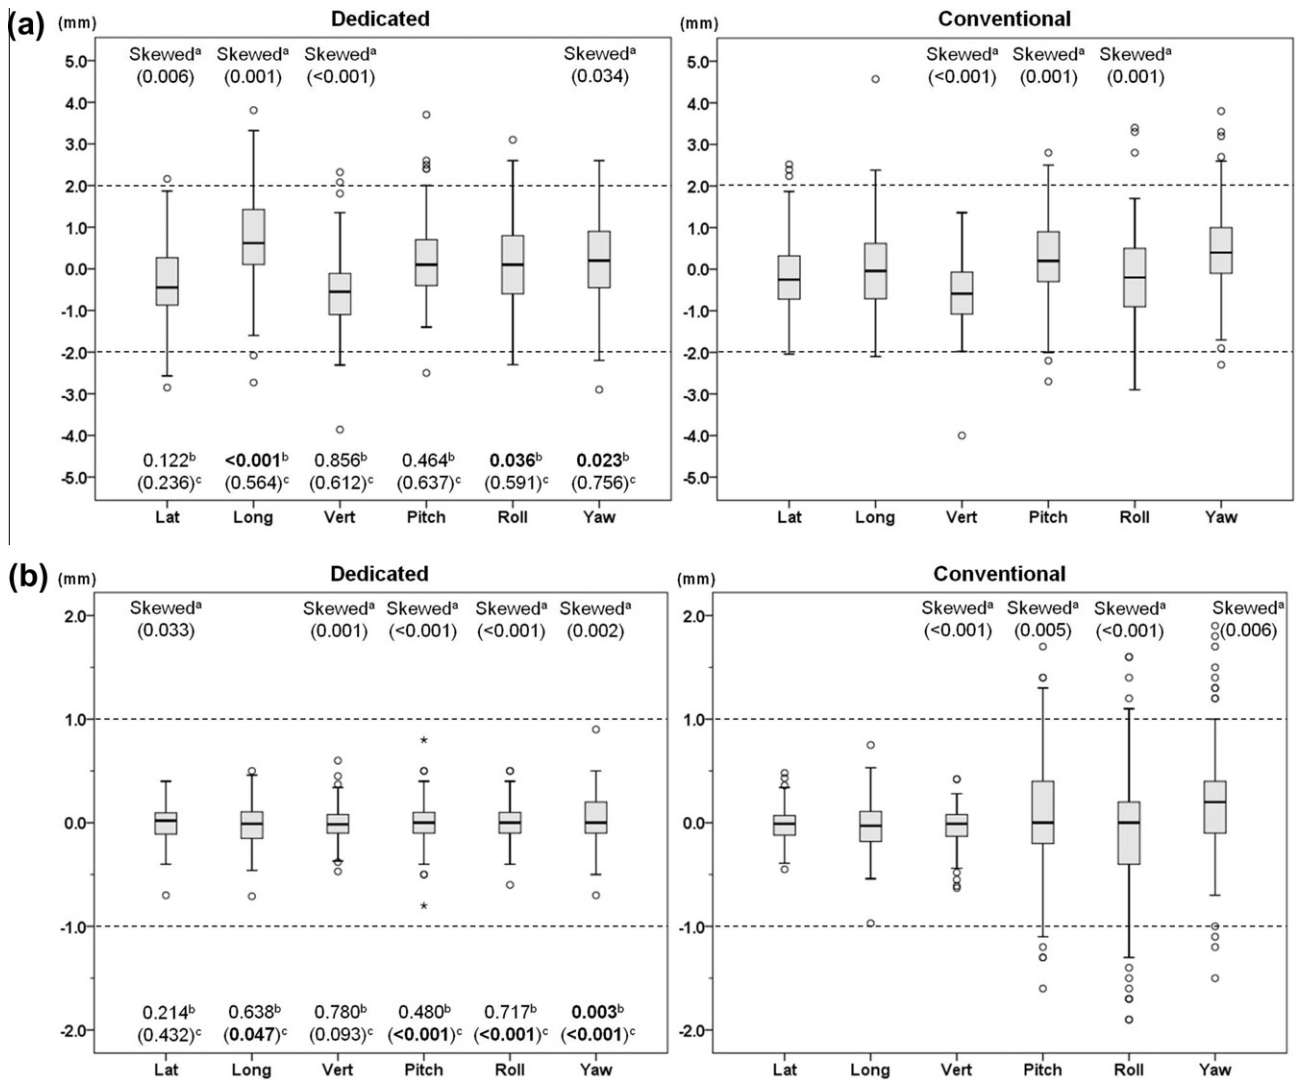 (a) (mm) Dedicated (mm) Conventional
Skewedᵃ Skewedᵃ Skewedᵃ Skewedᵃ Skewedᵃ Skewedᵃ Skewedᵃ
(0.006) (0.001) (<0.001) (0.034) (<0.001) (0.001) (0.001)
5.0 5.0
4.0 4.0
3.0 3.0
2.0 2.0
1.0 1.0
0.0 0.0
-1.0 -1.0
-2.0 -2.0
-3.0 -3.0
-4.0 -4.0
0.122ᵇ <0.001ᵇ 0.856ᵇ 0.464ᵇ 0.036ᵇ 0.023ᵇ
-5.0 (0.236)ᶜ (0.564)ᶜ (0.612)ᶜ (0.637)ᶜ (0.591)ᶜ (0.756)ᶜ -5.0
Lat Long Vert Pitch Roll Yaw Lat Long Vert Pitch Roll Yaw
(b) (mm) Dedicated (mm) Conventional
2.0 Skewedᵃ Skewedᵃ Skewedᵃ Skewedᵃ Skewedᵃ 2.0 Skewedᵃ Skewedᵃ Skewedᵃ Skewedᵃ
(0.033) (0.001) (<0.001) (<0.001) (0.002) (<0.001) (0.005) (<0.001) (0.006)
1.0 1.0
0.0 0.0
-1.0 -1.0
0.214ᵇ 0.638ᵇ 0.780ᵇ 0.480ᵇ 0.717ᵇ 0.003ᵇ
-2.0 (0.432)ᶜ (0.047)ᶜ (0.093)ᶜ (<0.001)ᶜ (<0.001)ᶜ (<0.001)ᶜ -2.0
Lat Long Vert Pitch Roll Yaw Lat Long Vert Pitch Roll Yaw